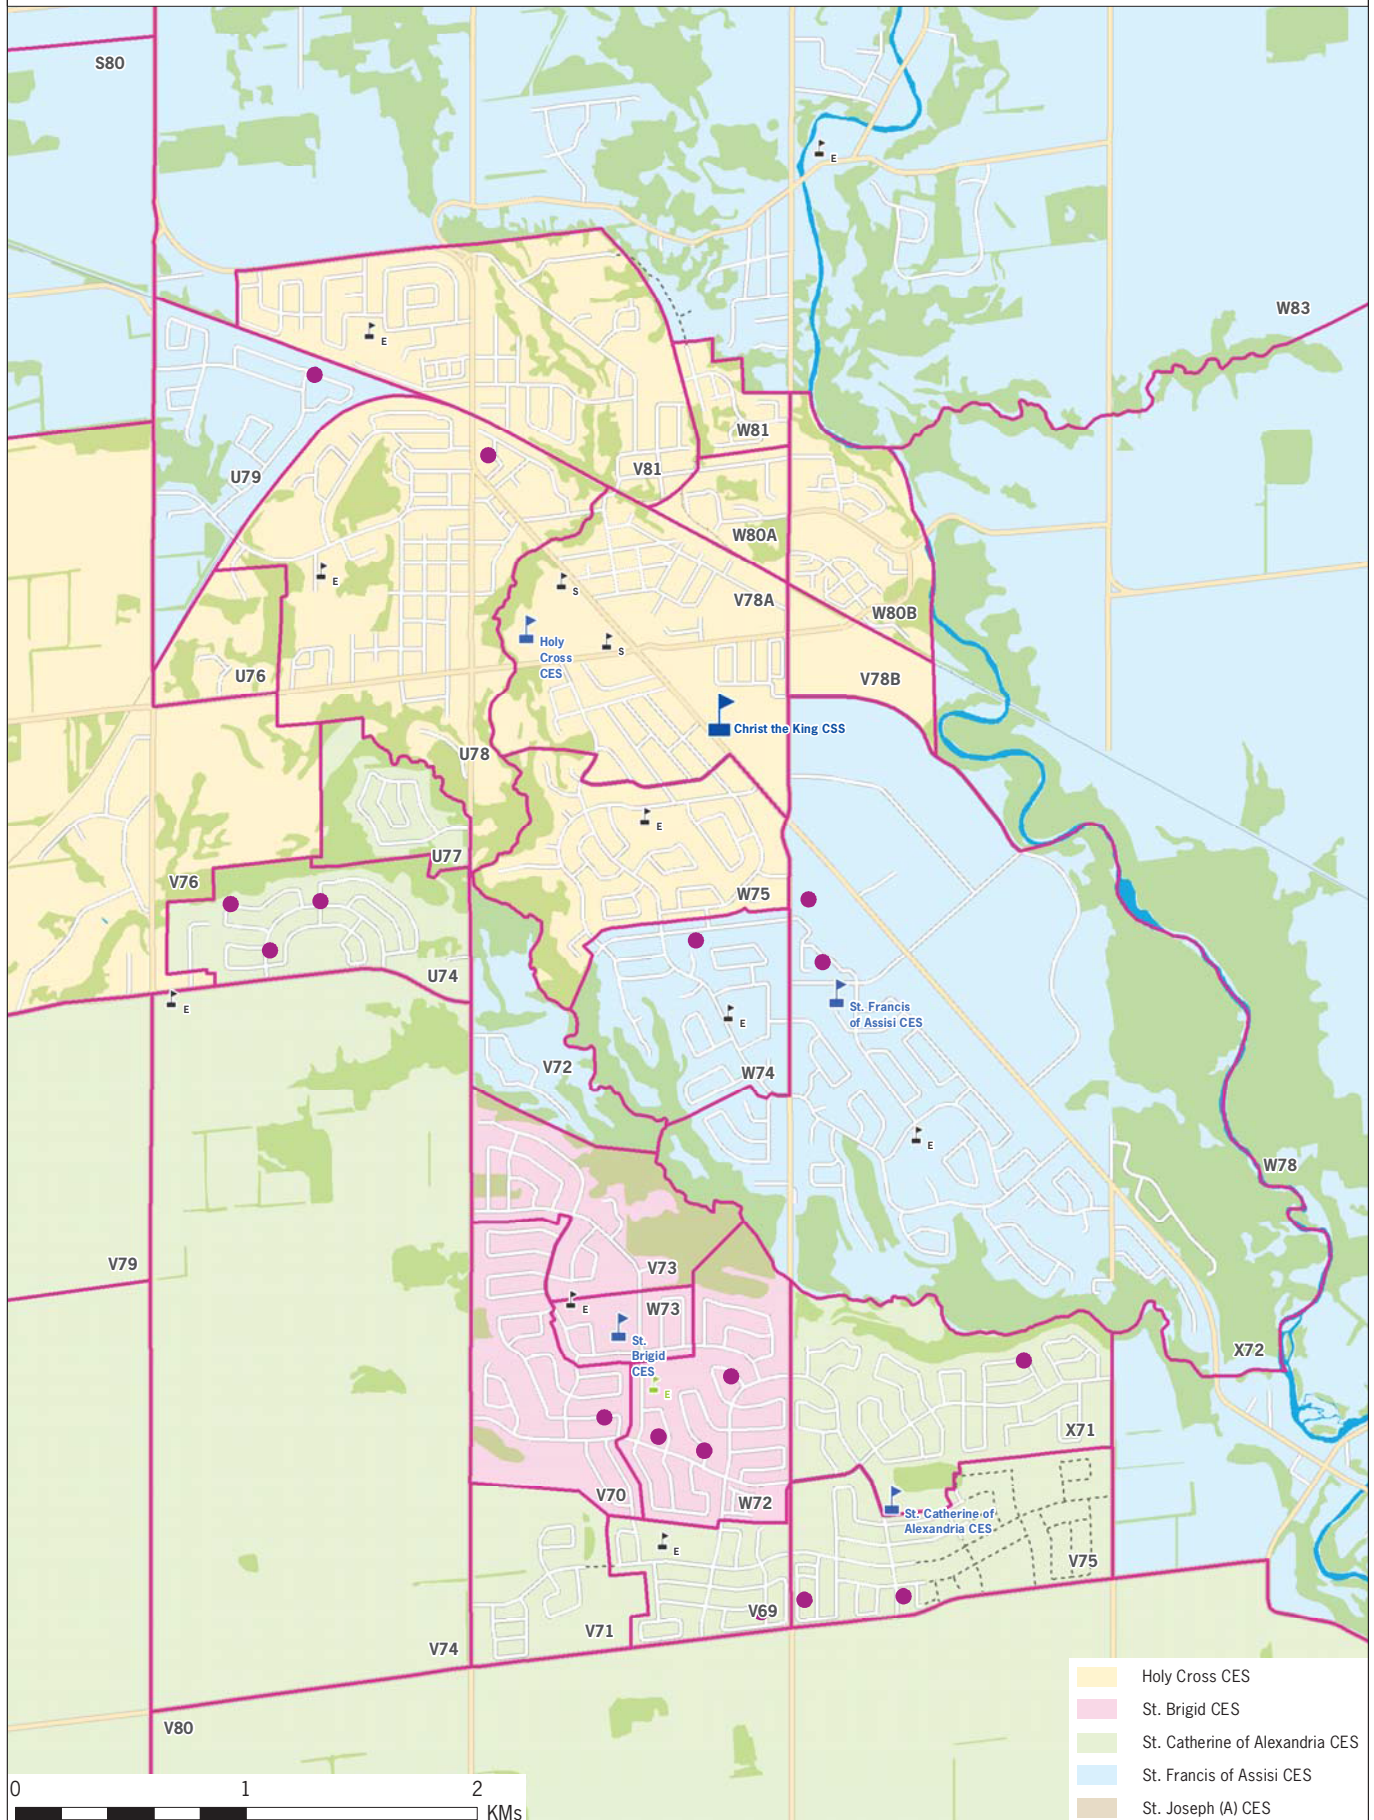 S80
E
W83
E
W81
V81
U79
W80A
E
S
V78A
W80B
Holy
Cross
CES
S
U76
V78B
Christ the King CSS
U78
E
U77
V76
W75
U74
E
St. Francis
of Assisi CES
E
V72
W74
E
W78
V79
V73
E
W73
St.
Brigid
CES
X72
E
X71
V70
W72
St. Catherine of
Alexandria CES
E
V75
V69
V71
V74
V80
Holy Cross CES
St. Brigid CES
St. Catherine of Alexandria CES
St. Francis of Assisi CES
St. Joseph (A) CES
0 1 2
KMs